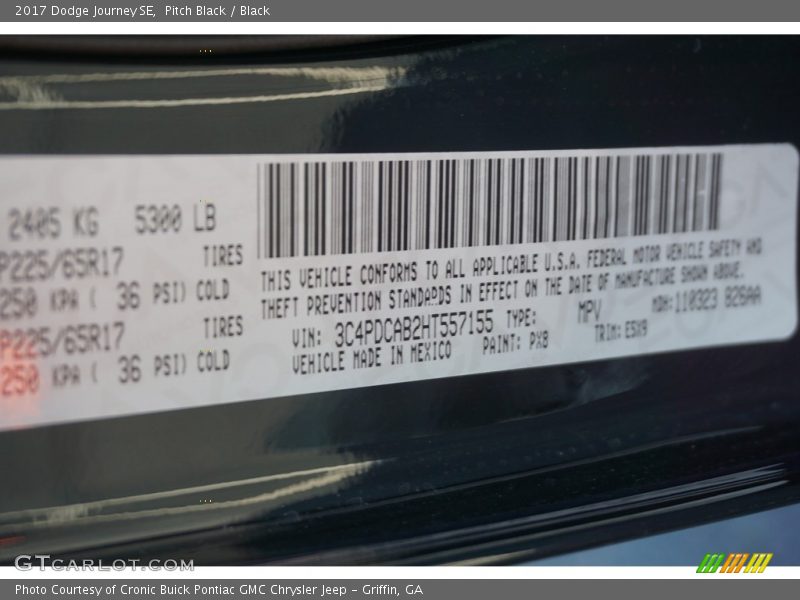 2017 Dodge Journey SE, Pitch Black / Black
2405 KG 5300 LB
P225/65R17 TIRES
250 KPA ( 36 PSI) COLD
P225/65R17 TIRES
250 KPA ( 36 PSI) COLD
THIS VEHICLE CONFORMS TO ALL APPLICABLE U.S.A. FEDERAL MOTOR VEHICLE SAFETY AND
THEFT PREVENTION STANDARDS IN EFFECT ON THE DATE OF MANUFACTURE SHOWN ABOVE.
VIN: 3C4PDCAB2HT557155 TYPE: MPV MDH:110323 826AA
VEHICLE MADE IN MEXICO PAINT: PX8 TRIM:E5X9
GTCARLOT.COM
Photo Courtesy of Cronic Buick Pontiac GMC Chrysler Jeep - Griffin, GA